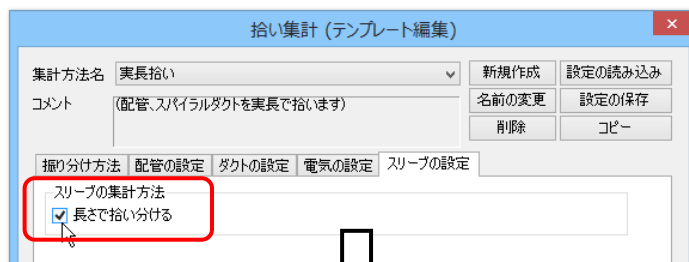 拾い集計 (テンプレート編集)
集計方法名 実長拾い 新規作成 設定の読み込み
コメント (配管、スパイラルダクトを実長で拾います) 名前の変更 設定の保存
削除 コピー
振り分け方法 配管の設定 ダクトの設定 電気の設定 スリーブの設定
スリーブの集計方法
長さで拾い分ける